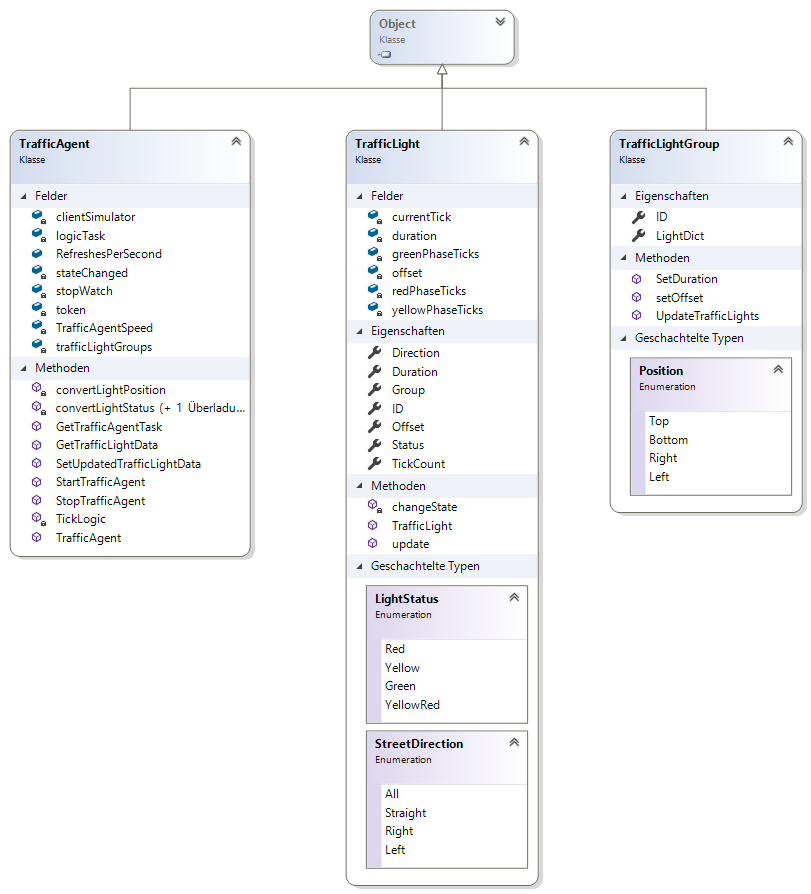 Object
Klasse
TrafficAgent
Klasse
Felder
clientSimulator
logicTask
RefreshesPerSecond
stateChanged
stopWatch
token
TrafficAgentSpeed
trafficLightGroups
Methoden
convertLightPosition
convertLightStatus (+ 1 Überladu...
GetTrafficAgentTask
GetTrafficLightData
SetUpdatedTrafficLightData
StartTrafficAgent
StopTrafficAgent
TickLogic
TrafficAgent
TrafficLight
Klasse
Felder
currentTick
duration
greenPhaseTicks
offset
redPhaseTicks
yellowPhaseTicks
Eigenschaften
Direction
Duration
Group
ID
Offset
Status
TickCount
Methoden
changeState
TrafficLight
update
Geschachtelte Typen
LightStatus
Enumeration
Red
Yellow
Green
YellowRed
StreetDirection
Enumeration
All
Straight
Right
Left
TrafficLightGroup
Klasse
Eigenschaften
ID
LightDict
Methoden
SetDuration
setOffset
UpdateTrafficLights
Geschachtelte Typen
Position
Enumeration
Top
Bottom
Right
Left